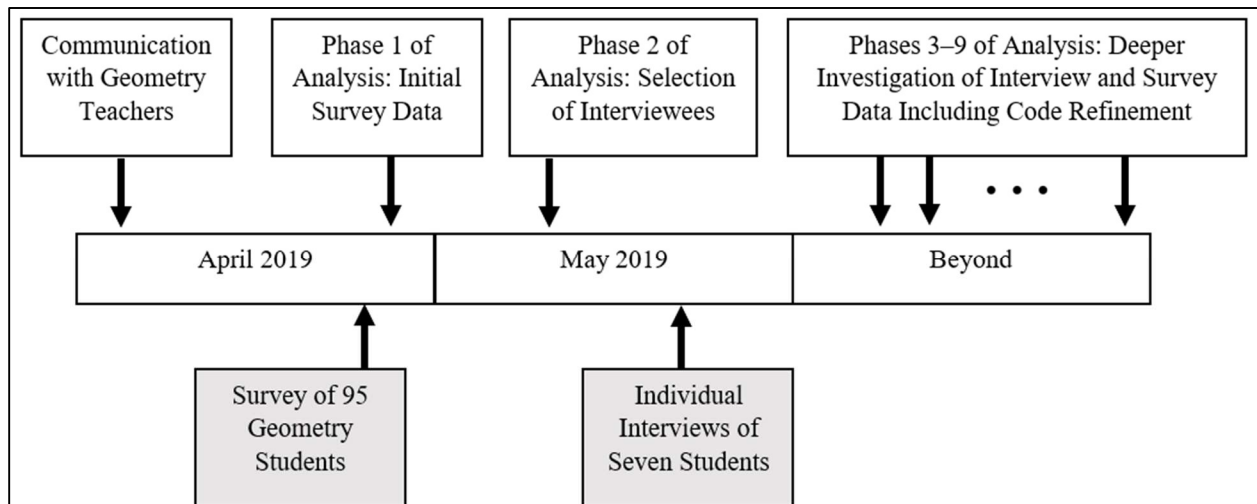 Communication
with Geometry
Teachers
Phase 1 of
Analysis: Initial
Survey Data
Phase 2 of
Analysis: Selection
of Interviewees
Phases 3–9 of Analysis: Deeper
Investigation of Interview and Survey
Data Including Code Refinement
• • •
April 2019
May 2019
Beyond
Survey of 95
Geometry
Students
Individual
Interviews of
Seven Students